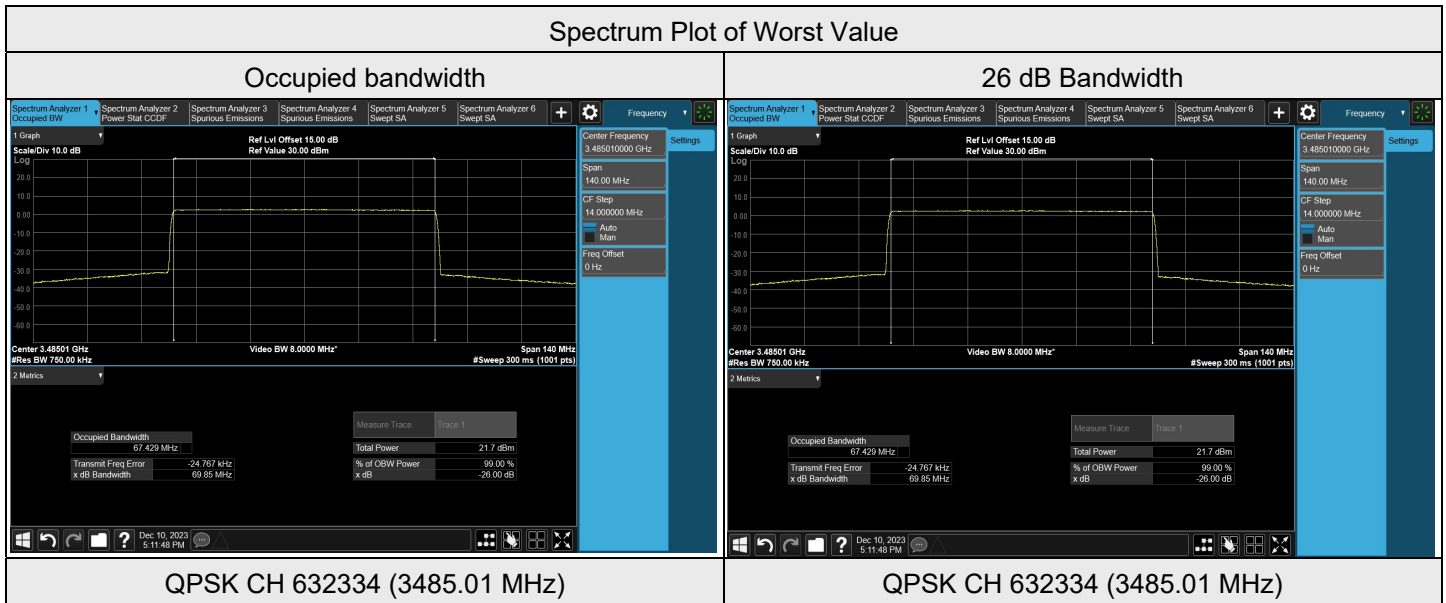 Spectrum Plot of Worst Value
Occupied bandwidth
26 dB Bandwidth
Spectrum Analyzer 1
Occupied BW
Spectrum Analyzer 2
Power Stat CCDF
Spectrum Analyzer 3
Spurious Emissions
Spectrum Analyzer 4
Spurious Emissions
Spectrum Analyzer 5
Swept SA
Spectrum Analyzer 6
Swept SA
+
Frequency
1 Graph
Scale/Div 10.0 dB
Ref Lvl Offset 15.00 dB
Ref Value 30.00 dBm
Log
20.0
10.0
0.00
-10.0
-20.0
-30.0
-40.0
-50.0
-60.0
Center 3.48501 GHz
#Res BW 750.00 kHz
Video BW 8.0000 MHz*
Span 140 MHz
#Sweep 300 ms (1001 pts)
Center Frequency
3.485010000 GHz
Settings
Span
140.00 MHz
CF Step
14.000000 MHz
Auto
Man
Freq Offset
0 Hz
2 Metrics
Measure Trace Trace 1
Occupied Bandwidth
67.429 MHz
Total Power 21.7 dBm
Transmit Freq Error -24.767 kHz
% of OBW Power 99.00 %
x dB Bandwidth 69.85 MHz
x dB -26.00 dB
?
Dec 10, 2023
5:11:48 PM
Spectrum Analyzer 1
Occupied BW
Spectrum Analyzer 2
Power Stat CCDF
Spectrum Analyzer 3
Spurious Emissions
Spectrum Analyzer 4
Spurious Emissions
Spectrum Analyzer 5
Swept SA
Spectrum Analyzer 6
Swept SA
+
Frequency
1 Graph
Scale/Div 10.0 dB
Ref Lvl Offset 15.00 dB
Ref Value 30.00 dBm
Log
20.0
10.0
0.00
-10.0
-20.0
-30.0
-40.0
-50.0
-60.0
Center 3.48501 GHz
#Res BW 750.00 kHz
Video BW 8.0000 MHz*
Span 140 MHz
#Sweep 300 ms (1001 pts)
Center Frequency
3.485010000 GHz
Settings
Span
140.00 MHz
CF Step
14.000000 MHz
Auto
Man
Freq Offset
0 Hz
2 Metrics
Measure Trace Trace 1
Occupied Bandwidth
67.429 MHz
Total Power 21.7 dBm
Transmit Freq Error -24.767 kHz
% of OBW Power 99.00 %
x dB Bandwidth 69.85 MHz
x dB -26.00 dB
?
Dec 10, 2023
5:11:48 PM
QPSK CH 632334 (3485.01 MHz)
QPSK CH 632334 (3485.01 MHz)